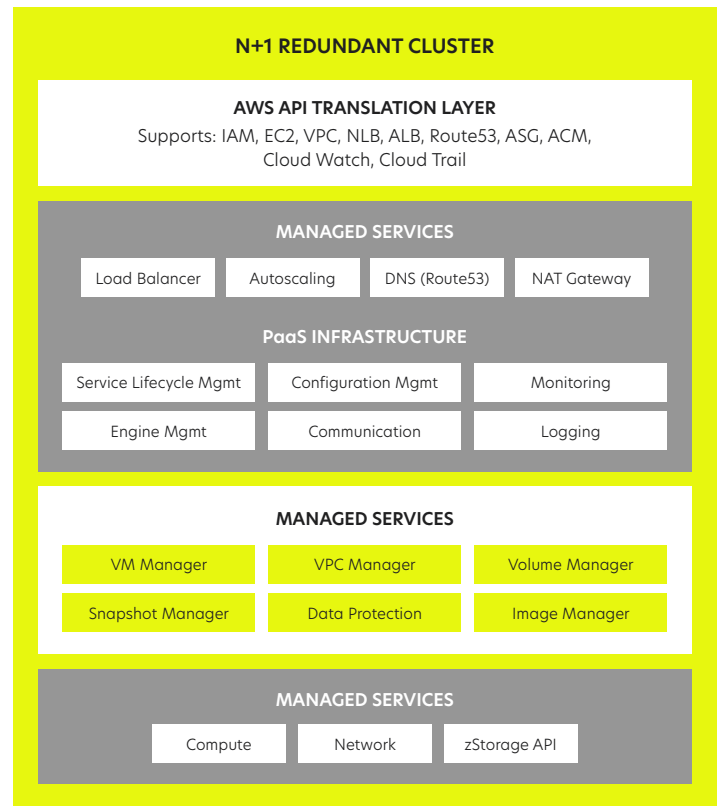 N+1 REDUNDANT CLUSTER
AWS API TRANSLATION LAYER
Supports: IAM, EC2, VPC, NLB, ALB, Route53, ASG, ACM,
Cloud Watch, Cloud Trail
MANAGED SERVICES
Load Balancer
Autoscaling
DNS (Route53)
NAT Gateway
PaaS INFRASTRUCTURE
Service Lifecycle Mgmt
Configuration Mgmt
Monitoring
Engine Mgmt
Communication
Logging
MANAGED SERVICES
VM Manager
VPC Manager
Volume Manager
Snapshot Manager
Data Protection
Image Manager
MANAGED SERVICES
Compute
Network
zStorage API